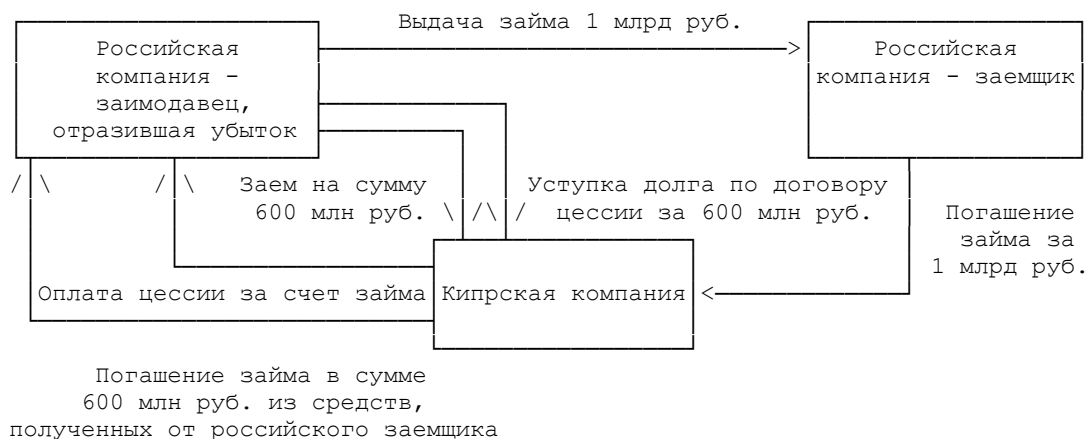 Выдача займа 1 млрд руб.
Российская
компания -
заимодавец,
отразившая убыток
Российская
компания - заемщик
Заем на сумму
600 млн руб.
Уступка долга по договору
цессии за 600 млн руб.
Погашение
займа за
1 млрд руб.
Оплата цессии за счет займа
Кипрская компания
Погашение займа в сумме
600 млн руб. из средств,
полученных от российского заемщика